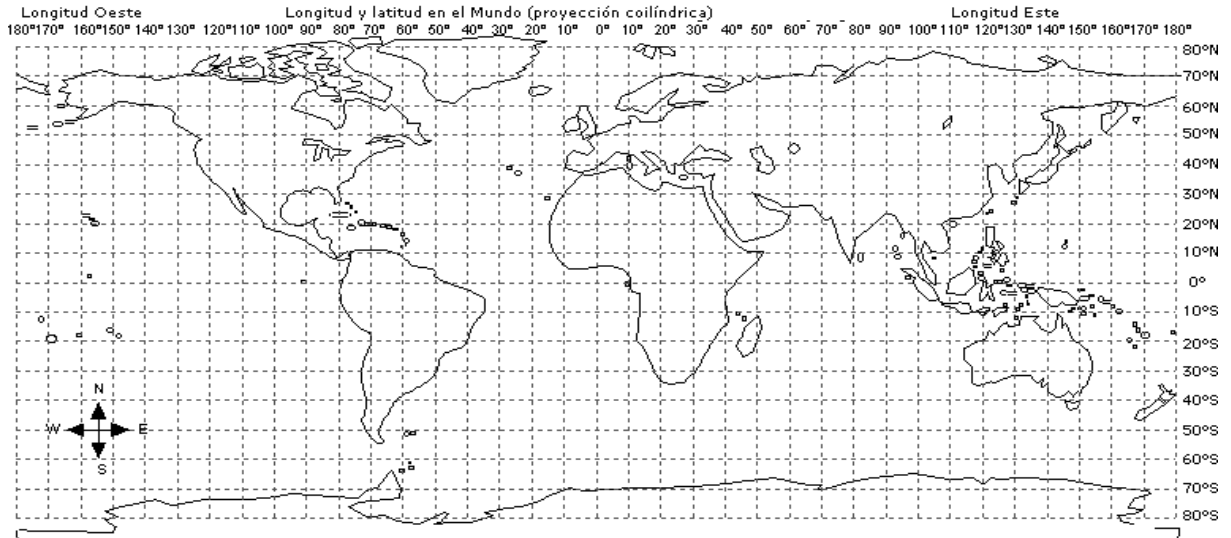 Longitud Oeste Longitud y latitud en el Mundo (proyección coilíndrica) Longitud Este
180° 170° 160° 150° 140° 130° 120° 110° 100° 90° 80° 70° 60° 50° 40° 30° 20° 10° 0° 10° 20° 30° 40° 50° 60° 70° 80° 90° 100° 110° 120° 130° 140° 150° 160° 170° 180°
80°N
70°N
60°N
50°N
40°N
30°N
20°N
10°N
0°
10°S
20°S
30°S
N
40°S
W E
50°S
S
60°S
70°S
80°S